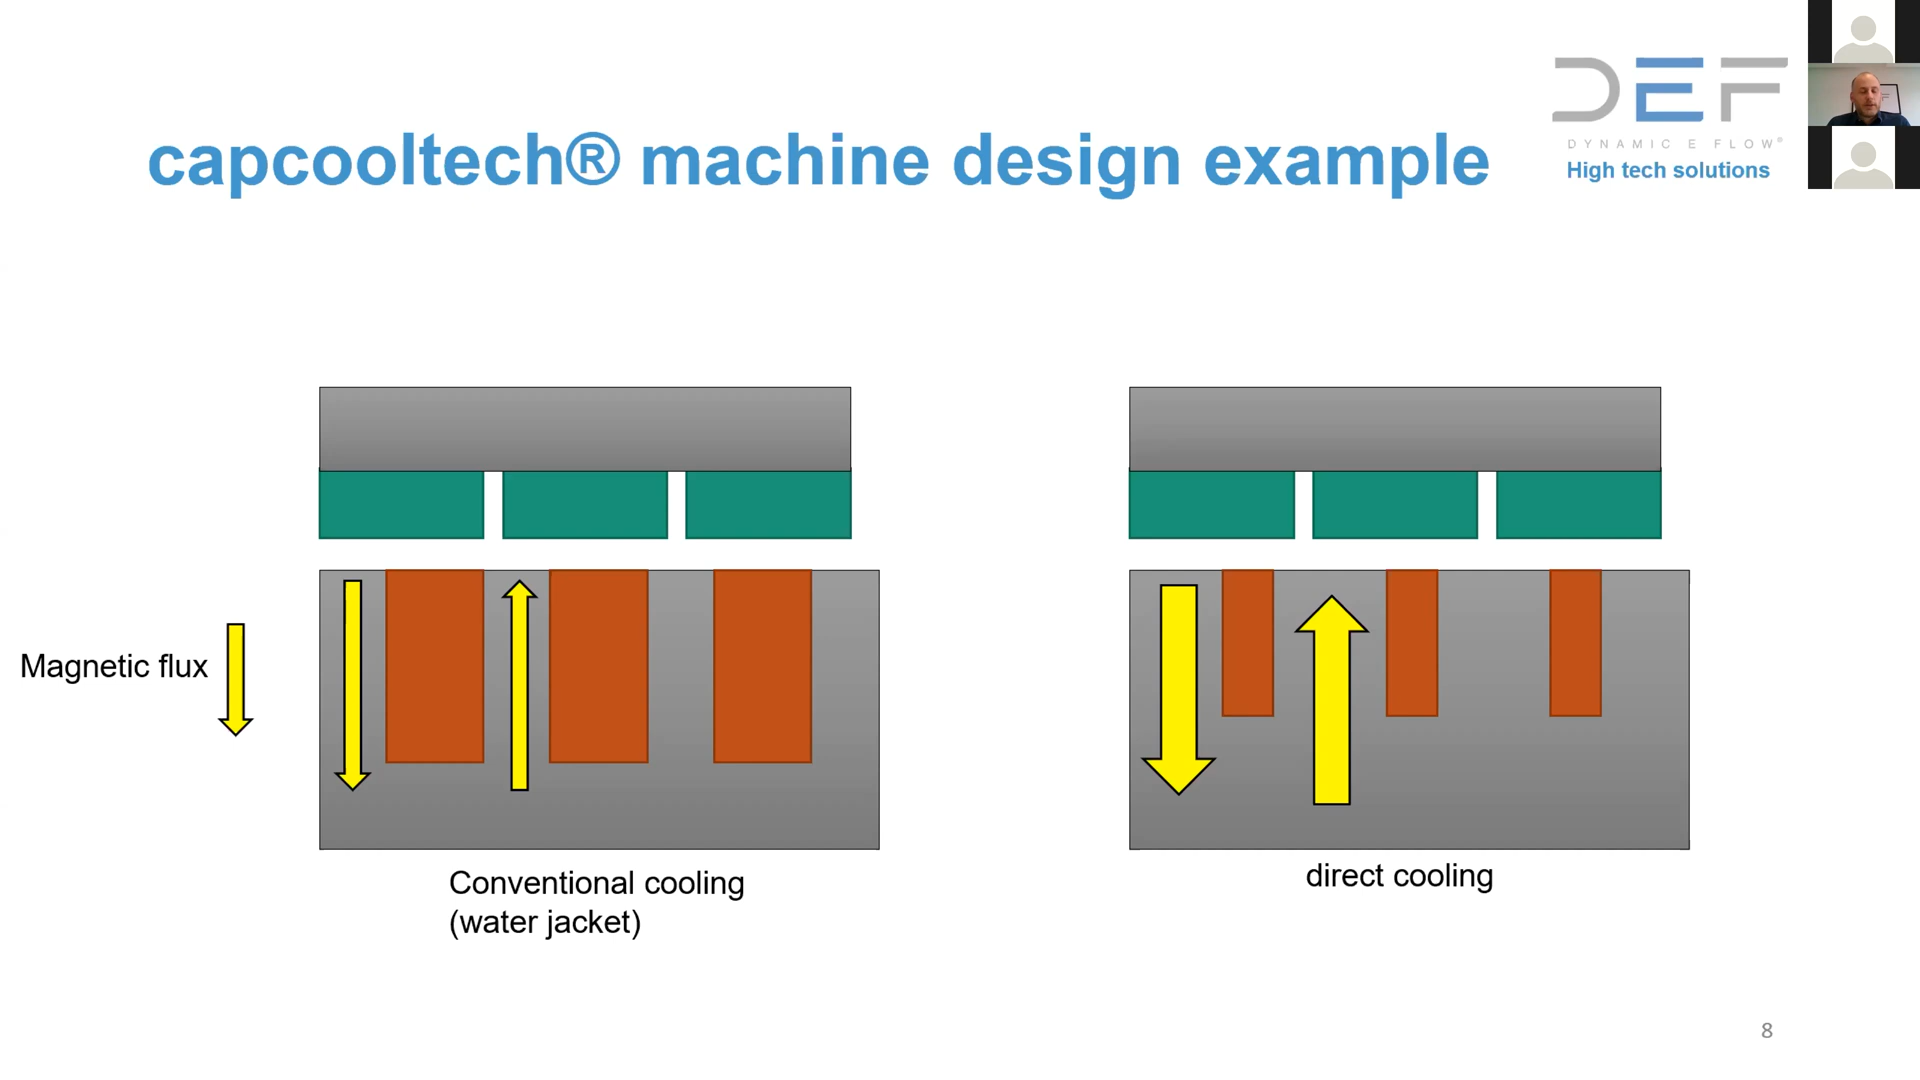 DEF
DYNAMIC E FLOW®
High tech solutions
capcooltech® machine design example
Magnetic flux
Conventional cooling
(water jacket)
direct cooling
8